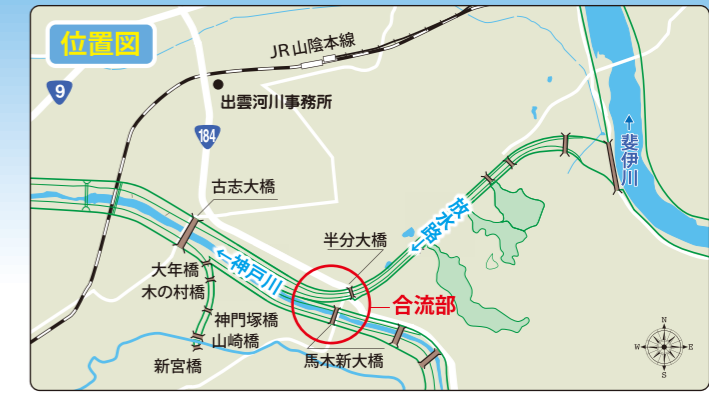 位置図
JR山陰本線
9
出雲河川事務所
184
古志大橋
←斐伊川
放水路→
半分大橋
←神戸川
大年橋
木の村橋
合流部
神門塚橋
山崎橋
新宮橋
馬木新大橋
N
W
E
S